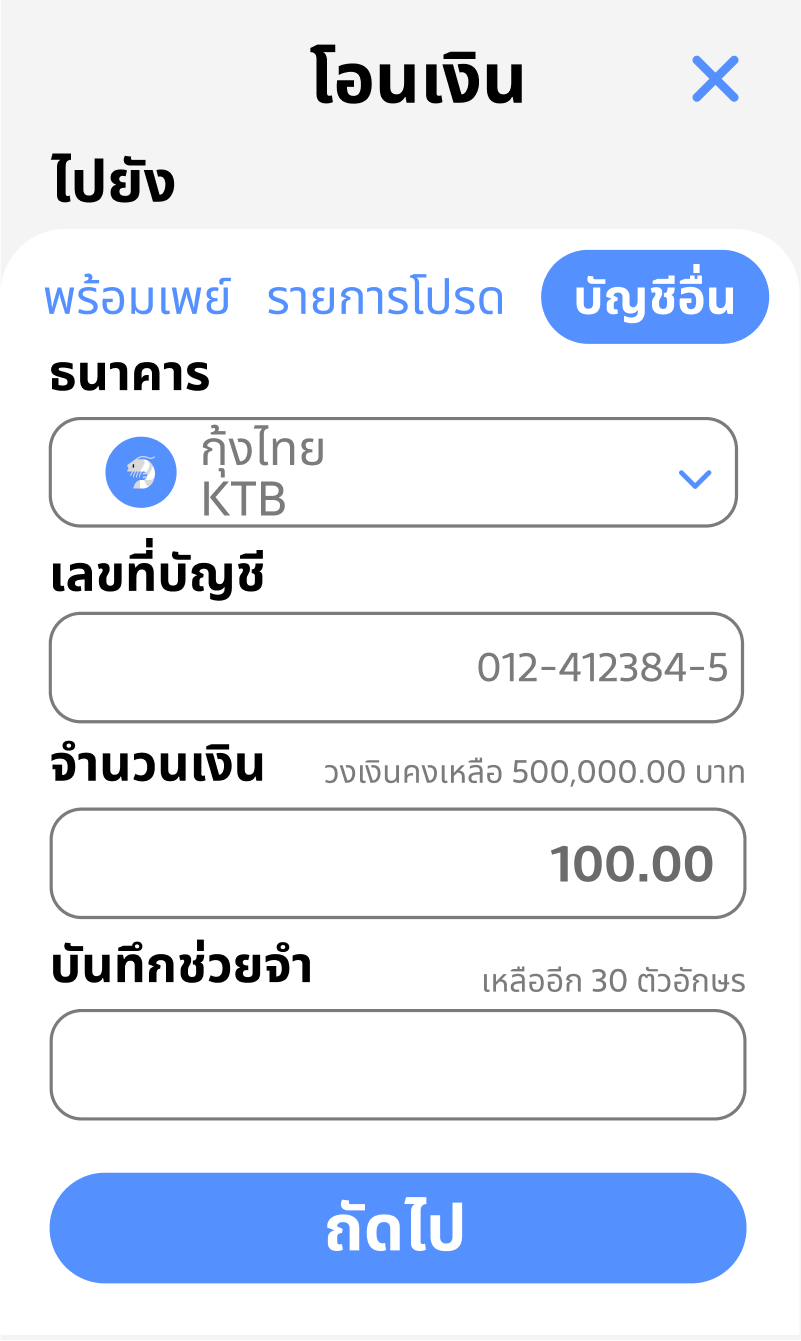 โอนเงิน
ไปยัง
พร้อมเพย์ รายการโปรด บัญชีอื่น
ธนาคาร
กุ้งไทย
KTB
เลขที่บัญชี
012-412384-5
จำนวนเงิน วงเงินคงเหลือ 500,000.00 บาท
100.00
บันทึกช่วยจำ เหลืออีก 30 ตัวอักษร
ถัดไป